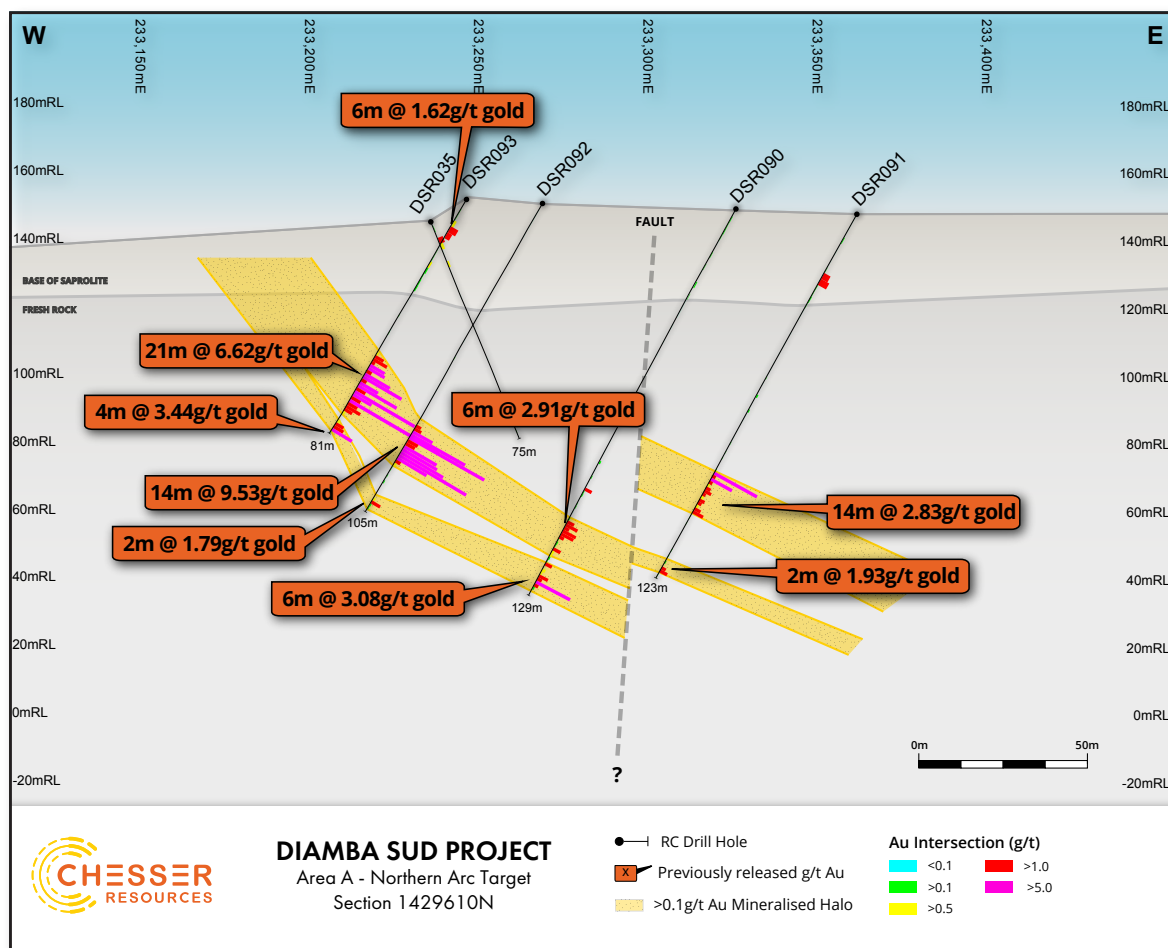 W
E
233,150mE
233,200mE
233,250mE
233,300mE
233,350mE
233,400mE
180mRL
180mRL
6m @ 1.62g/t gold
160mRL
160mRL
DSR035
DSR093
DSR092
DSR090
DSR091
FAULT
140mRL
140mRL
BASE OF SAPROLITE
FRESH ROCK
120mRL
120mRL
21m @ 6.62g/t gold
100mRL
100mRL
4m @ 3.44g/t gold
6m @ 2.91g/t gold
81m
75m
80mRL
80mRL
14m @ 9.53g/t gold
14m @ 2.83g/t gold
60mRL
60mRL
105m
2m @ 1.79g/t gold
2m @ 1.93g/t gold
40mRL
40mRL
123m
6m @ 3.08g/t gold
129m
20mRL
20mRL
0mRL
0mRL
0m
50m
?
-20mRL
-20mRL
CHESSER
RESOURCES
DIAMBA SUD PROJECT
Area A - Northern Arc Target
Section 1429610N
RC Drill Hole
X
Previously released g/t Au
>0.1g/t Au Mineralised Halo
Au Intersection (g/t)
<0.1
>1.0
>0.1
>5.0
>0.5